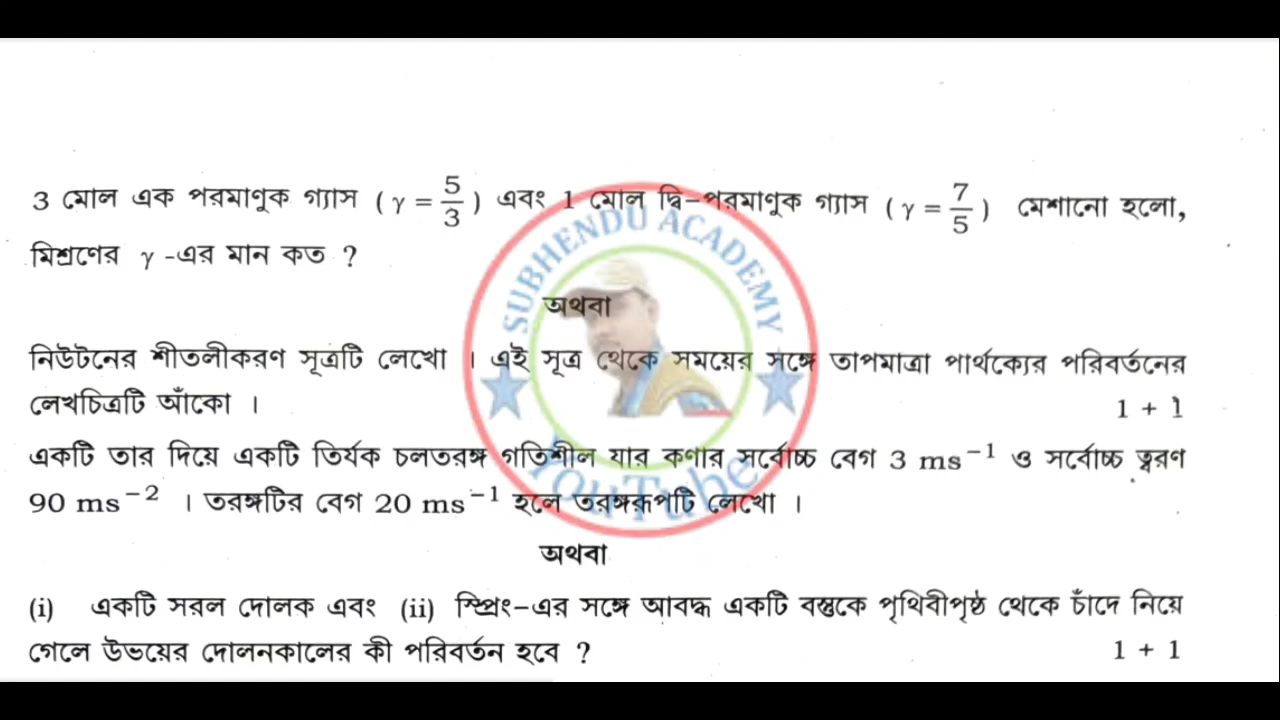 3 মোল এক পরমাণুক গ্যাস ( γ = 5/3 ) এবং 1 মোল দ্বি-পরমাণুক গ্যাস ( γ = 7/5 ) মেশানো হলো,
মিশ্রণের γ -এর মান কত ?
অথবা
নিউটনের শীতলীকরণ সূত্রটি লেখো । এই সূত্র থেকে সময়ের সঙ্গে তাপমাত্রা পার্থক্যের পরিবর্তনের
লেখচিত্রটি আঁকো । 1 + 1
একটি তার দিয়ে একটি তির্যক চলতরঙ্গ গতিশীল যার কণার সর্বোচ্চ বেগ 3 ms⁻¹ ও সর্বোচ্চ ত্বরণ
90 ms⁻² । তরঙ্গটির বেগ 20 ms⁻¹ হলে তরঙ্গরূপটি লেখো ।
অথবা
(i) একটি সরল দোলক এবং (ii) স্প্রিং-এর সঙ্গে আবদ্ধ একটি বস্তুকে পৃথিবীপৃষ্ঠ থেকে চাঁদে নিয়ে
গেলে উভয়ের দোলনকালের কী পরিবর্তন হবে ? 1 + 1
SUBHENDU ACADEMY
YouTube